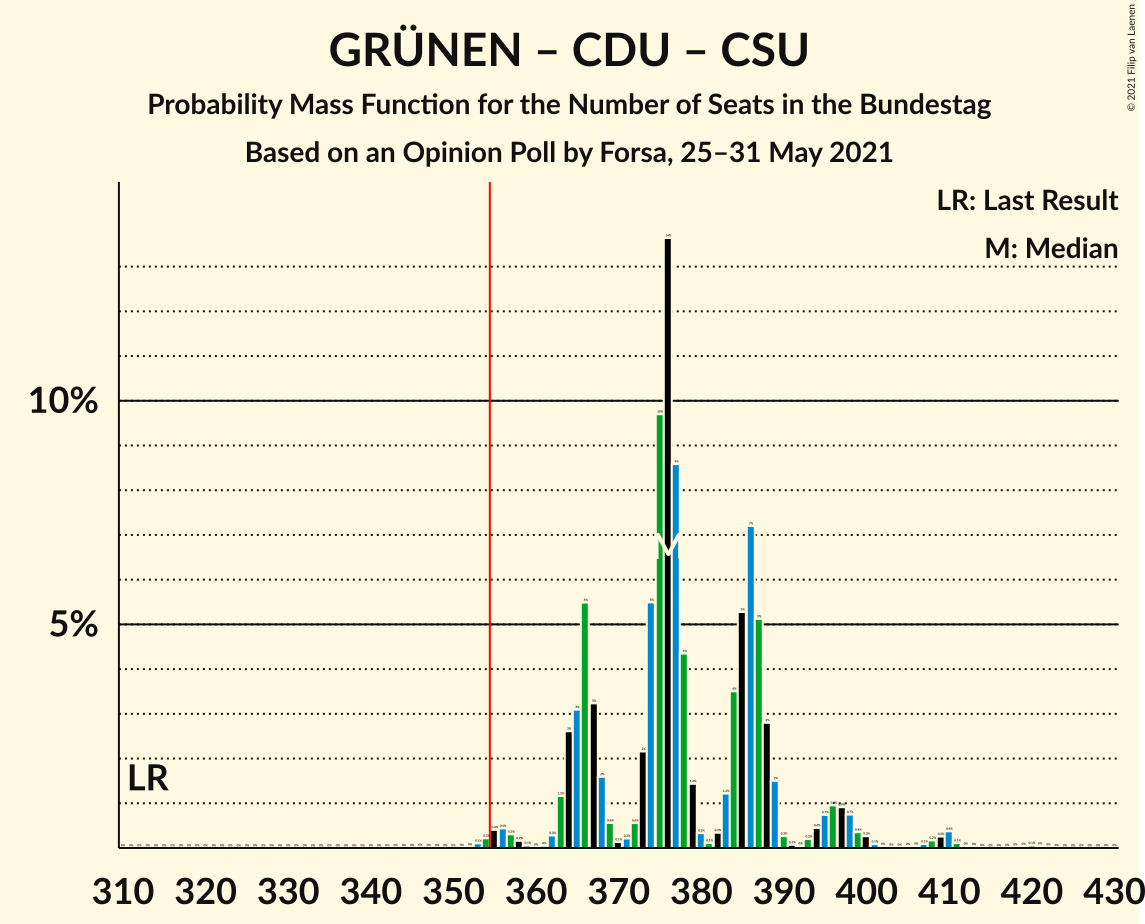 GRÜNEN – CDU – CSU
Probability Mass Function for the Number of Seats in the Bundestag
Based on an Opinion Poll by Forsa, 25–31 May 2021
© 2021 Filip van Laenen
LR: Last Result
M: Median
10%
5%
LR
310 320 330 340 350 360 370 380 390 400 410 420 430